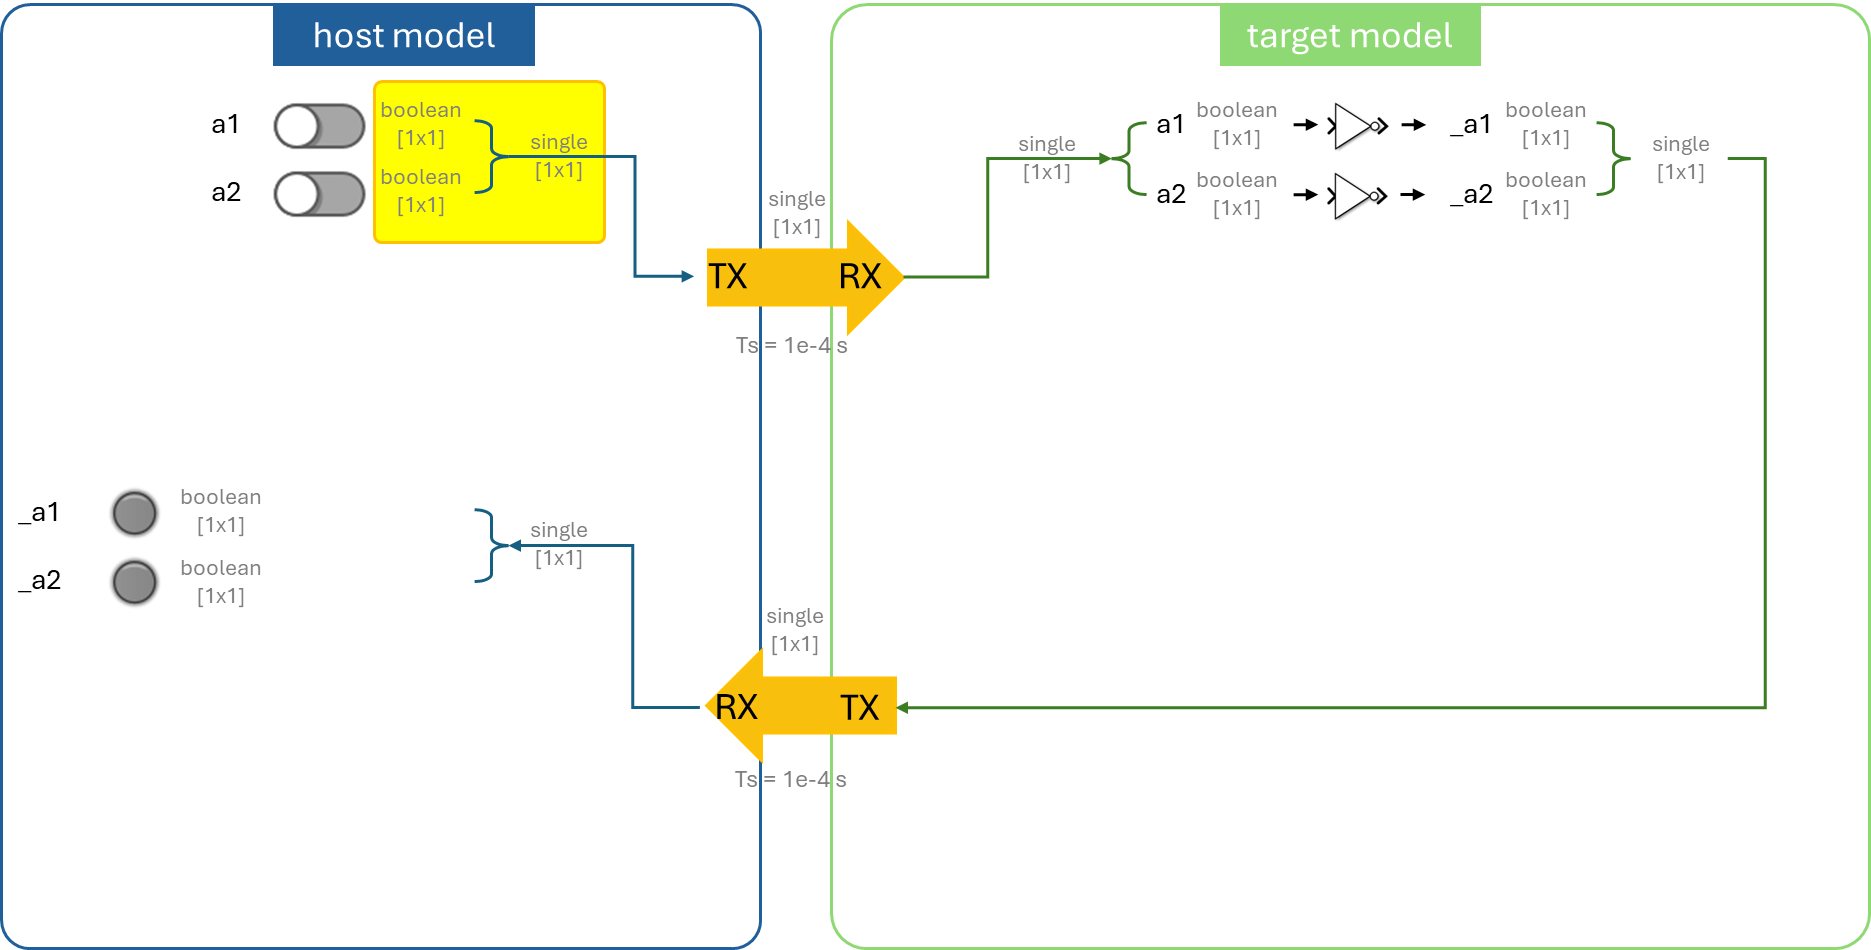 host model
target model
a1
boolean
[1x1]
a2
boolean
[1x1]
single
[1x1]
single
[1x1]
TX
RX
Ts = 1e-4 s
single
[1x1]
a1
boolean
[1x1]
_a1
boolean
[1x1]
a2
boolean
[1x1]
_a2
boolean
[1x1]
single
[1x1]
_a1
boolean
[1x1]
_a2
boolean
[1x1]
single
[1x1]
single
[1x1]
RX
TX
Ts = 1e-4 s